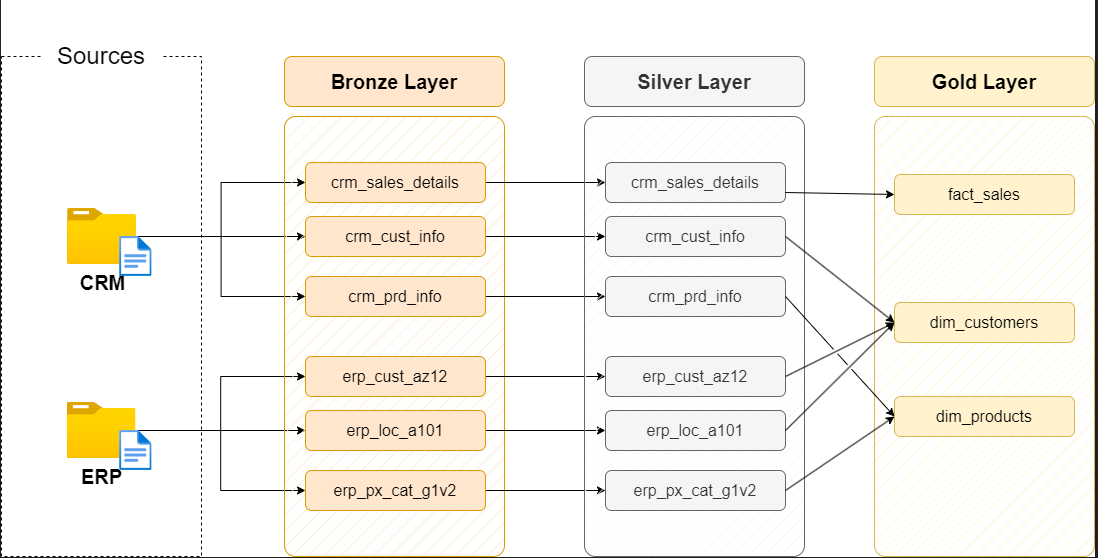 Sources
Bronze Layer
Silver Layer
Gold Layer
CRM
ERP
crm_sales_details
crm_cust_info
crm_prd_info
erp_cust_az12
erp_loc_a101
erp_px_cat_g1v2
crm_sales_details
crm_cust_info
crm_prd_info
erp_cust_az12
erp_loc_a101
erp_px_cat_g1v2
fact_sales
dim_customers
dim_products